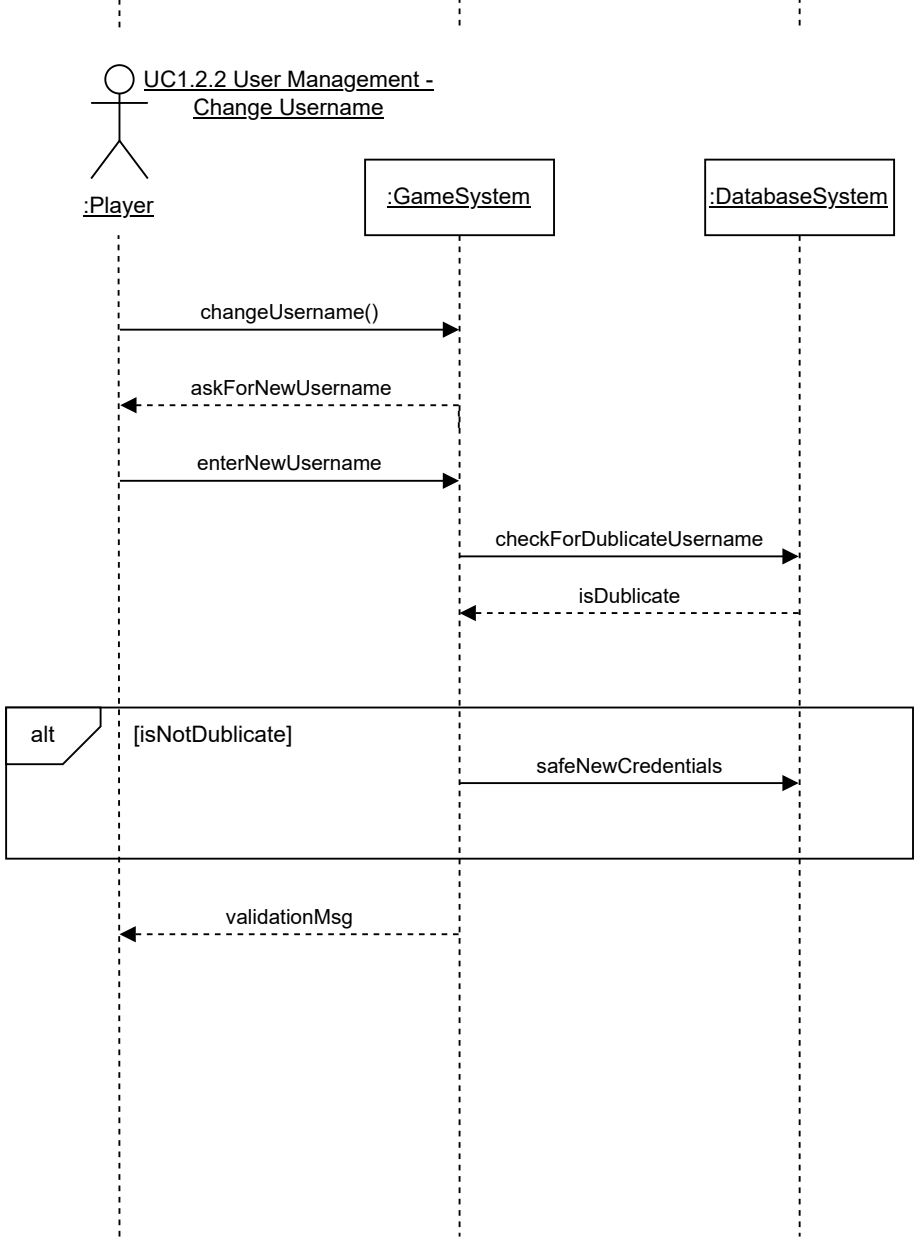 UC1.2.2 User Management -
Change Username
:Player
:GameSystem
:DatabaseSystem
changeUsername()
askForNewUsername
enterNewUsername
checkForDublicateUsername
isDublicate
alt
[isNotDublicate]
safeNewCredentials
validationMsg